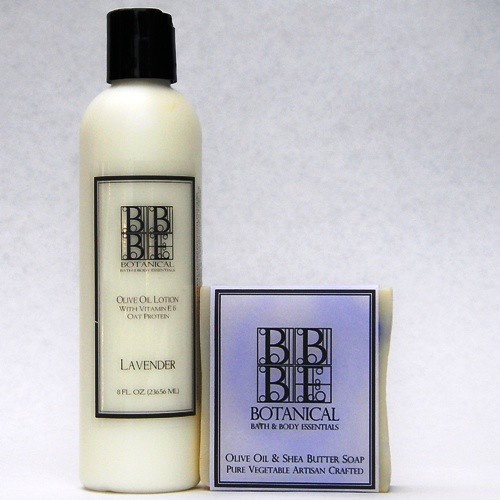 BB
BE
BOTANICAL
BATH & BODY ESSENTIALS
OLIVE OIL LOTION
WITH VITAMIN E &
OAT PROTEIN
LAVENDER
8 FL. OZ. (236.56 ML)
BB
BE
BOTANICAL
BATH & BODY ESSENTIALS
OLIVE OIL & SHEA BUTTER SOAP
PURE VEGETABLE ARTISAN CRAFTED